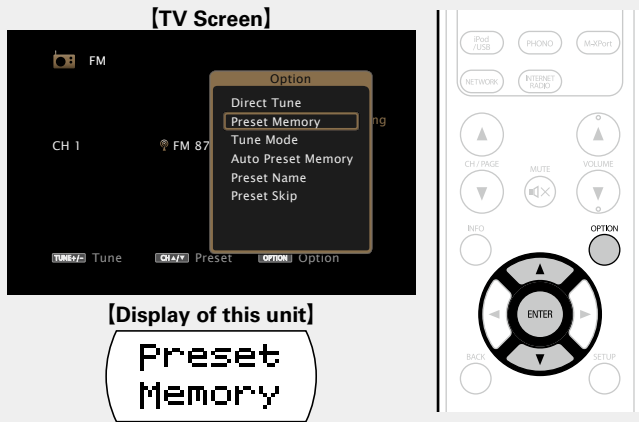 【TV Screen】
FM
Option
Direct Tune
Preset Memory
ng
Tune Mode
CH 1
FM 87
Auto Preset Memory
Preset Name
Preset Skip
TUNE+/- Tune
CH▲/▼ Preset
OPTION Option
【Display of this unit】
Preset
Memory
iPod
/USB
PHONO
M-XPort
NETWORK
INTERNET
RADIO
CH / PAGE
MUTE
VOLUME
INFO
OPTION
ENTER
BACK
SETUP